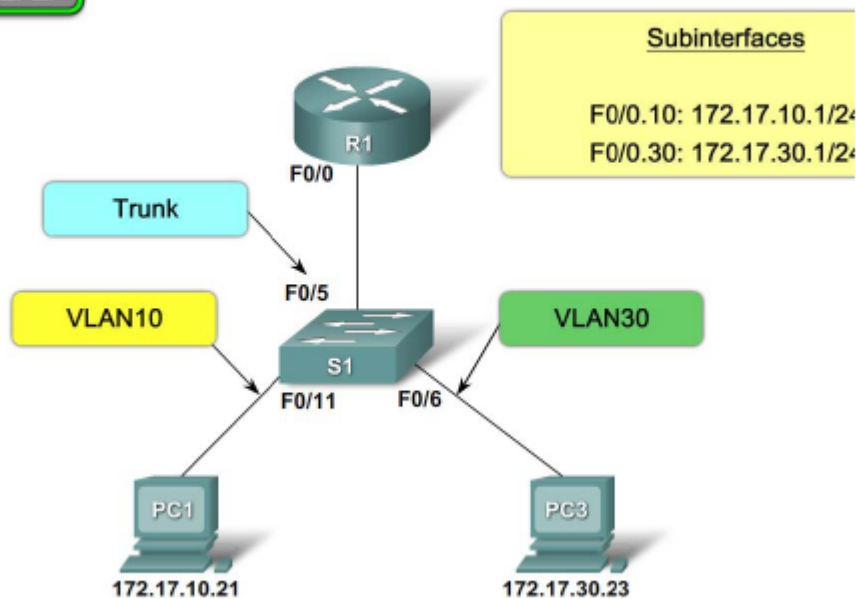 Subinterfaces
F0/0.10: 172.17.10.1/24
F0/0.30: 172.17.30.1/24
R1
F0/0
Trunk
F0/5
VLAN10
VLAN30
S1
F0/11
F0/6
PC1
PC3
172.17.10.21
172.17.30.23